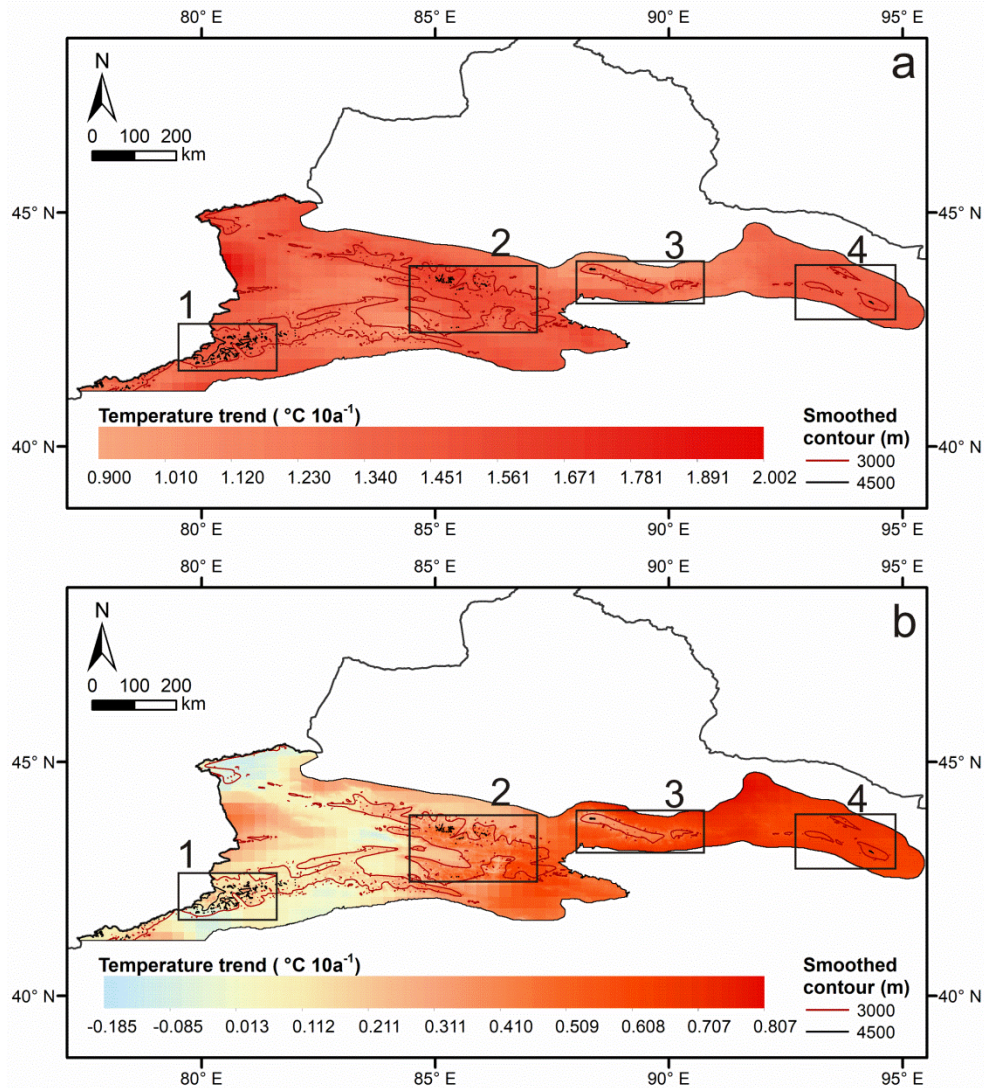 80° E 85° E 90° E 95° E
a
N
0 100 200
km
45° N 45° N
1 2 3 4
Temperature trend ( °C 10a⁻¹)
0.900 1.010 1.120 1.230 1.340 1.451 1.561 1.671 1.781 1.891 2.002
Smoothed
contour (m)
3000
4500
40° N 40° N
80° E 85° E 90° E 95° E
80° E 85° E 90° E 95° E
b
N
0 100 200
km
45° N 45° N
1 2 3 4
Temperature trend ( °C 10a⁻¹)
-0.185 -0.085 0.013 0.112 0.211 0.311 0.410 0.509 0.608 0.707 0.807
Smoothed
contour (m)
3000
4500
40° N 40° N
80° E 85° E 90° E 95° E